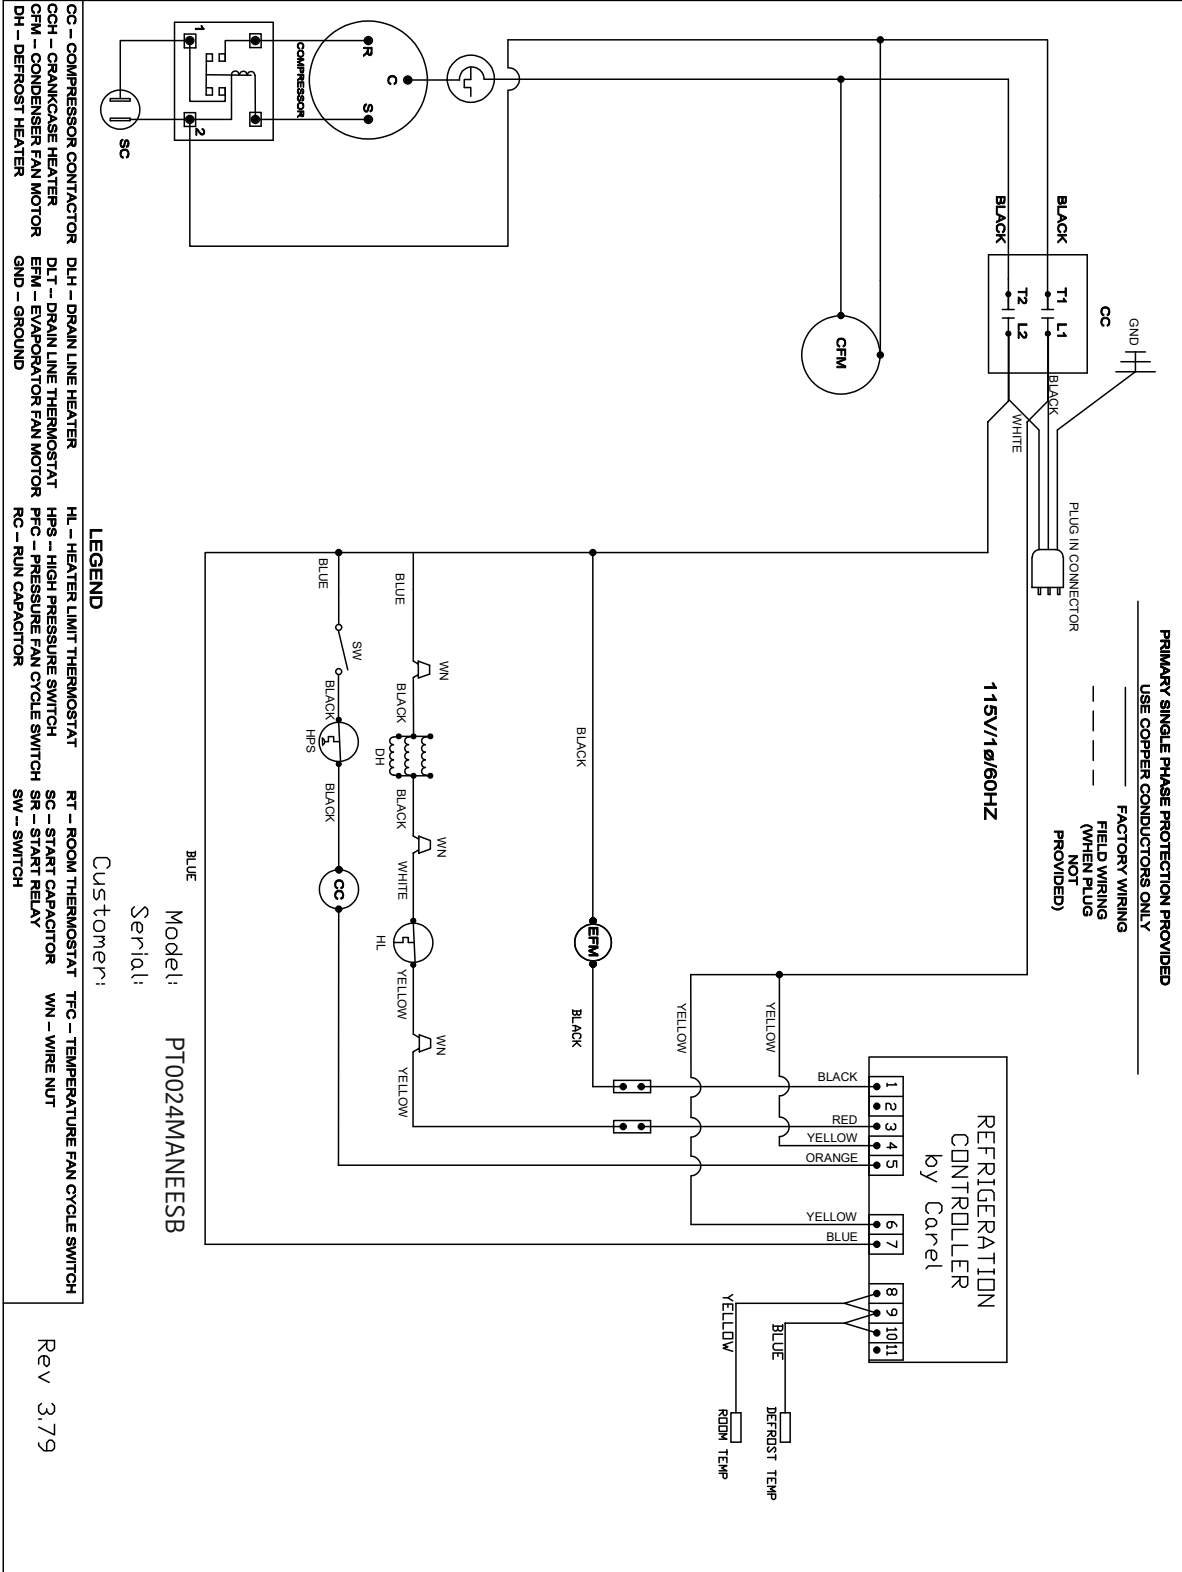 PRIMARY SINGLE PHASE PROTECTION PROVIDED
USE COPPER CONDUCTORS ONLY
FACTORY WIRING
FIELD WIRING
(WHEN PLUG
NOT
PROVIDED)
115V/1ø/60HZ
GND
PLUG IN CONNECTOR
CC
T1 L1
T2 L2
BLACK
BLACK
BLACK
WHITE
CFM
COMPRESSOR
R
C
S
1
2
SC
REFRIGERATION
CONTROLLER
by Carel
1
2
3
4
5
6
7
8
9
10
11
BLACK
RED
YELLOW
ORANGE
YELLOW
BLUE
YELLOW
YELLOW
BLUE
DEFROST TEMP
YELLOW
ROOM TEMP
BLACK
EFM
BLACK
BLUE
WN
BLACK
DH
BLACK
WN
WHITE
HL
YELLOW
WN
YELLOW
BLUE
SW
BLACK
HPS
BLACK
CC
BLUE
Model: PT0024MANEESB
Serial:
Customer:
LEGEND
CC – COMPRESSOR CONTACTOR
CCH – CRANKCASE HEATER
CFM – CONDENSER FAN MOTOR
DH – DEFROST HEATER
DLH – DRAIN LINE HEATER
DLT – DRAIN LINE THERMOSTAT
EFM – EVAPORATOR FAN MOTOR
GND – GROUND
HL – HEATER LIMIT THERMOSTAT
HPS – HIGH PRESSURE SWITCH
PFC – PRESSURE FAN CYCLE SWITCH
RC – RUN CAPACITOR
RT – ROOM THERMOSTAT
SC – START CAPACITOR
SR – START RELAY
SW – SWITCH
TFC – TEMPERATURE FAN CYCLE SWITCH
WN – WIRE NUT
Rev 3.79